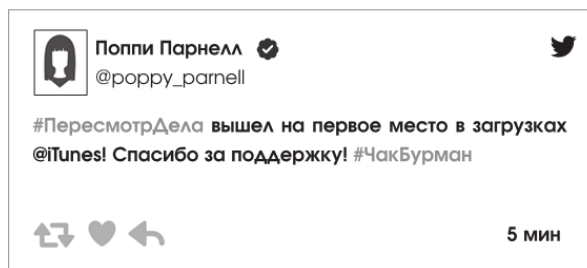 Поппи Парнелл
@poppy_parnell
#ПересмотрДела вышел на первое место в загрузках
@iTunes! Спасибо за поддержку! #ЧакБурман
5 мин